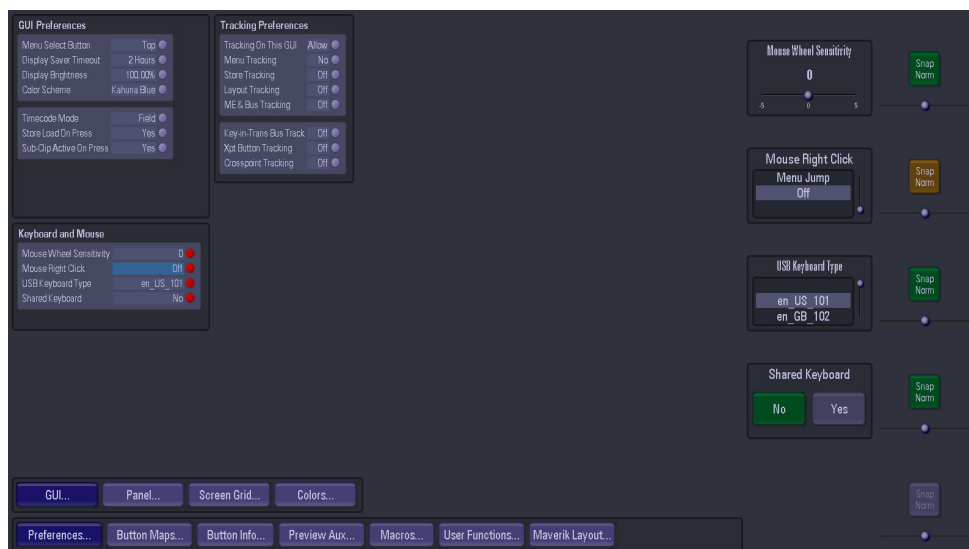 GUI Preferences
Menu Select Button Top
Display Saver Timeout 2 Hours
Display Brightness 100.00%
Color Scheme Kahuna Blue
Timecode Mode Field
Store Load On Press Yes
Sub-Clip Active On Press Yes
Tracking Preferences
Tracking On This GUI Allow
Menu Tracking No
Store Tracking Off
Layout Tracking Off
ME & Bus Tracking Off
Key-in-Trans Bus Track Off
Xpt Button Tracking Off
Crosspoint Tracking Off
Keyboard and Mouse
Mouse Wheel Sensitivity 0
Mouse Right Click Off
USB Keyboard Type en_US_101
Shared Keyboard No
Mouse Wheel Sensitivity
0
-5 0 5
Snap
Norm
Mouse Right Click
Menu Jump
Off
Snap
Norm
USB Keyboard Type
en_US_101
en_GB_102
Snap
Norm
Shared Keyboard
No Yes
Snap
Norm
Snap
Norm
GUI... Panel... Screen Grid... Colors...
Preferences... Button Maps... Button Info... Preview Aux... Macros... User Functions... Maverik Layout...